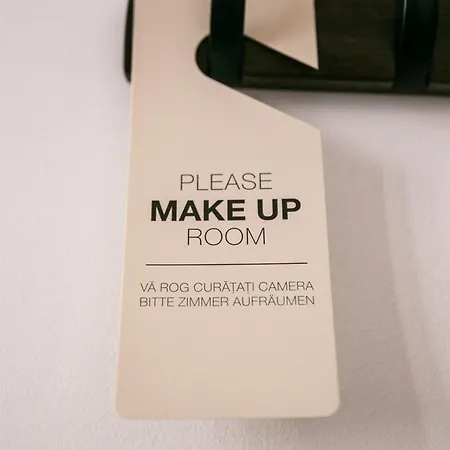 PLEASE
MAKE UP
ROOM
VĂ ROG CURĂȚAȚI CAMERA
BITTE ZIMMER AUFRÄUMEN